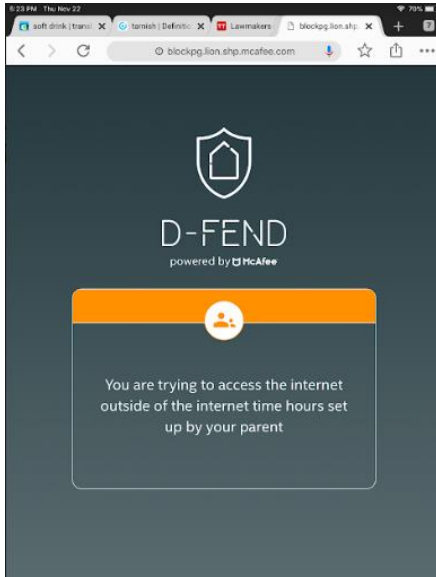 6:23 PM Thu Nov 22
70%
soft drink | transl
tarnish | Definitio
Lawmakers
blockpg.lion.shp
7
blockpg.lion.shp.mcafee.com
D-FEND
powered by McAfee
You are trying to access the internet
outside of the internet time hours set
up by your parent